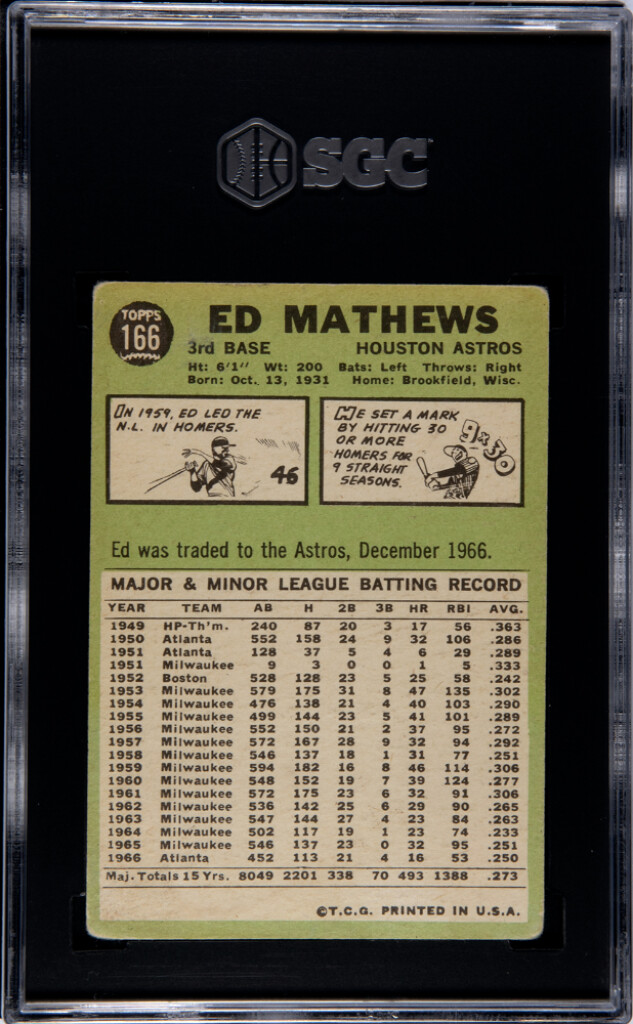 SGC
TOPPS
166
ED MATHEWS
3rd BASE HOUSTON ASTROS
Ht: 6'1" Wt: 200 Bats: Left Throws: Right
Born: Oct. 13, 1931 Home: Brookfield, Wisc.
IN 1959, ED LED THE
N.L. IN HOMERS.
46
HE SET A MARK
BY HITTING 30
OR MORE
HOMERS FOR
9 STRAIGHT
SEASONS.
9x30
Ed was traded to the Astros, December 1966.
MAJOR & MINOR LEAGUE BATTING RECORD
YEAR TEAM AB H 2B 3B HR RBI AVG.
1949 HP-Th'm. 240 87 20 3 17 56 .363
1950 Atlanta 552 158 24 9 32 106 .286
1951 Atlanta 128 37 5 4 6 29 .289
1951 Milwaukee 9 3 0 0 1 5 .333
1952 Boston 528 128 23 5 25 58 .242
1953 Milwaukee 579 175 31 8 47 135 .302
1954 Milwaukee 476 138 21 4 40 103 .290
1955 Milwaukee 499 144 23 5 41 101 .289
1956 Milwaukee 552 150 21 2 37 95 .272
1957 Milwaukee 572 167 28 9 32 94 .292
1958 Milwaukee 546 137 18 1 31 77 .251
1959 Milwaukee 594 182 16 8 46 114 .306
1960 Milwaukee 548 152 19 7 39 124 .277
1961 Milwaukee 572 175 23 6 32 91 .306
1962 Milwaukee 536 142 25 6 29 90 .265
1963 Milwaukee 547 144 27 4 23 84 .263
1964 Milwaukee 502 117 19 1 23 74 .233
1965 Milwaukee 546 137 23 0 32 95 .251
1966 Atlanta 452 113 21 4 16 53 .250
Maj. Totals 15 Yrs. 8049 2201 338 70 493 1388 .273
©T.C.G. PRINTED IN U.S.A.